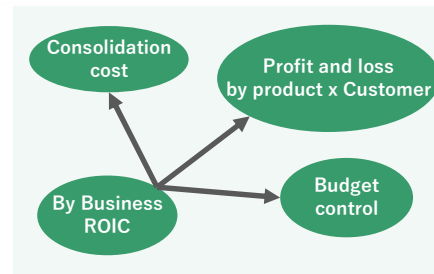 Consolidation
cost
Profit and loss
by product x Customer
By Business
ROIC
Budget
control